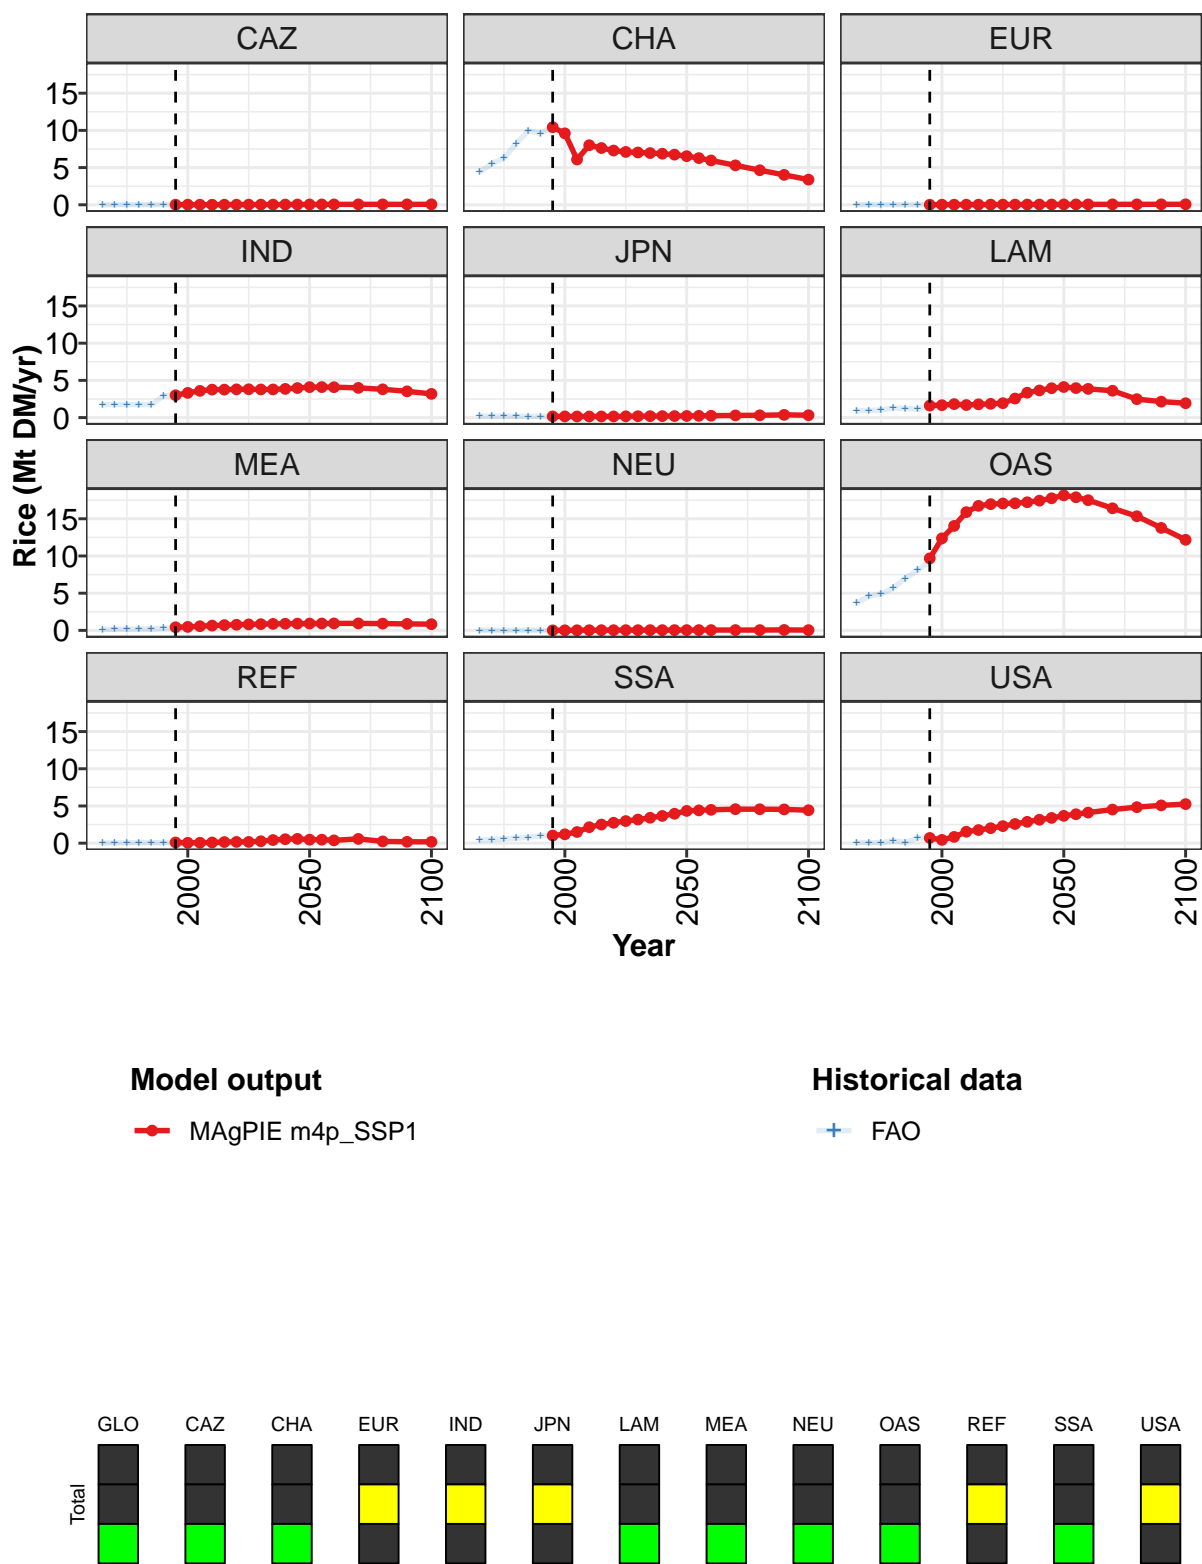 CAZ CHA EUR
15
10
5
0
IND JPN LAM
15
10
5
0
Rice (Mt DM/yr)
MEA NEU OAS
15
10
5
0
REF SSA USA
15
10
5
0
2000 2050 2100 2000 2050 2100 2000 2050 2100
Year
Model output Historical data
MAgPIE m4p_SSP1 FAO
GLO CAZ CHA EUR IND JPN LAM MEA NEU OAS REF SSA USA
Total